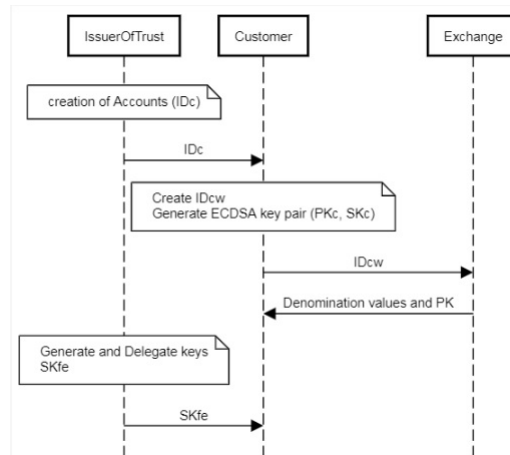 IssuerOfTrust
Customer
Exchange
creation of Accounts (IDc)
IDc
Create IDcw
Generate ECDSA key pair (PKc, SKc)
IDcw
Denomination values and PK
Generate and Delegate keys
SKfe
SKfe